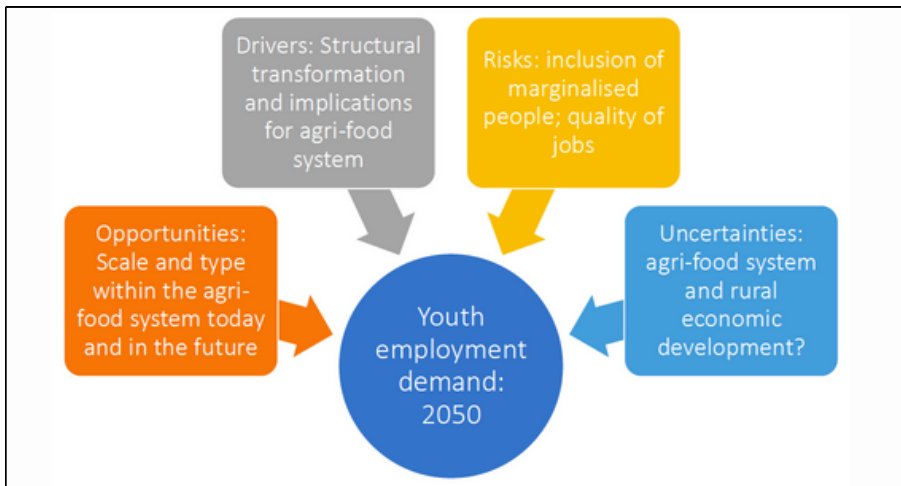 Drivers: Structural
transformation
and implications
for agri-food
system
Risks: inclusion of
marginalised
people; quality of
jobs
Opportunities:
Scale and type
within the agri-
food system today
and in the future
Uncertainties:
agri-food system
and rural
economic
development?
Youth
employment
demand:
2050